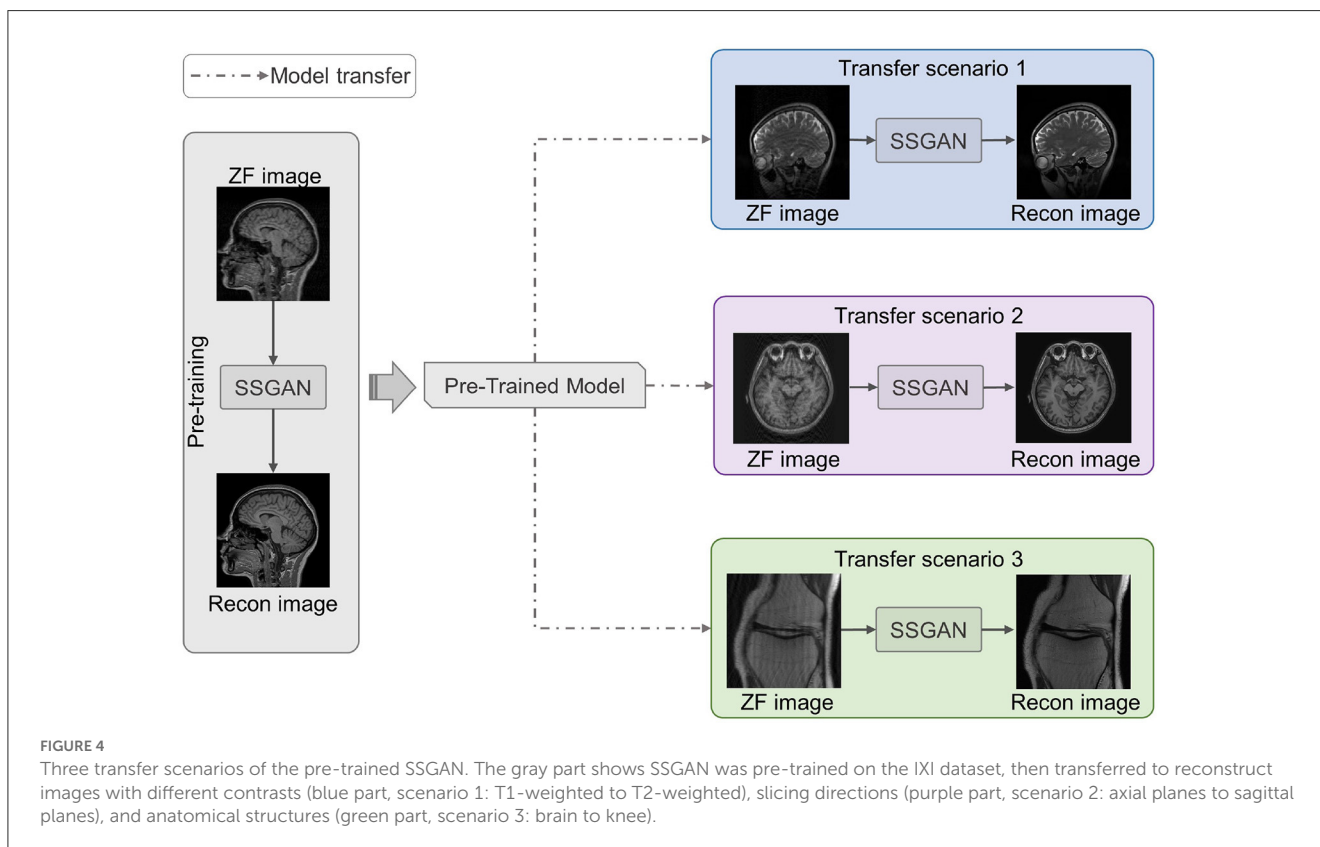 Model transfer
Pre-training
ZF image
SSGAN
Recon image
Pre-Trained Model
Transfer scenario 1
SSGAN
ZF image
Recon image
Transfer scenario 2
SSGAN
ZF image
Recon image
Transfer scenario 3
SSGAN
ZF image
Recon image
FIGURE 4
Three transfer scenarios of the pre-trained SSGAN. The gray part shows SSGAN was pre-trained on the IXI dataset, then transferred to reconstruct
images with different contrasts (blue part, scenario 1: T1-weighted to T2-weighted), slicing directions (purple part, scenario 2: axial planes to sagittal
planes), and anatomical structures (green part, scenario 3: brain to knee).